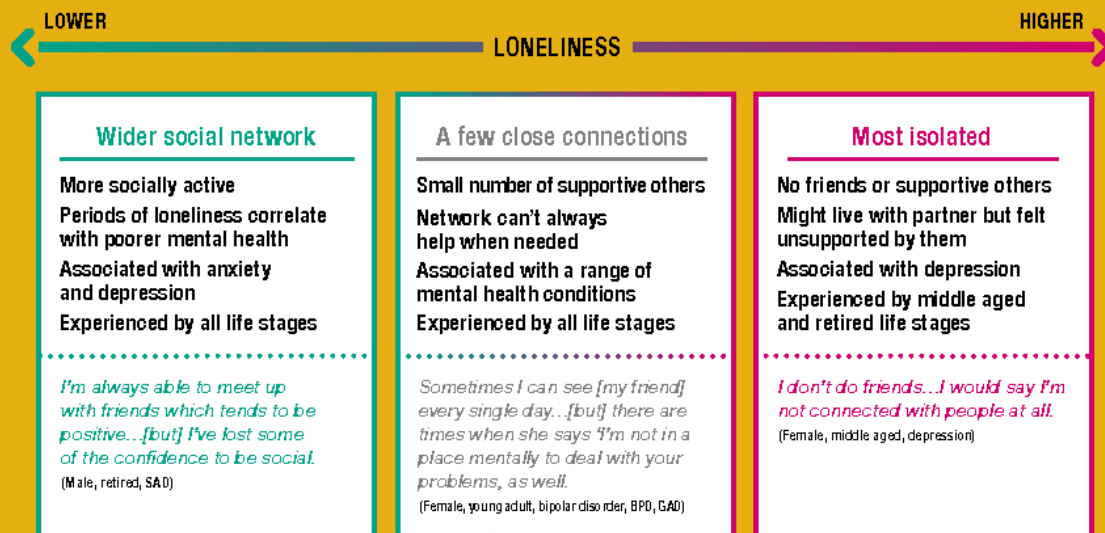 LOWER
HIGHER
LONELINESS
Wider social network
More socially active
Periods of loneliness correlate
with poorer mental health
Associated with anxiety
and depression
Experienced by all life stages
I'm always able to meet up
with friends which tends to be
positive...[but] I've lost some
of the confidence to be social.
(Male, retired, SAD)
A few close connections
Small number of supportive others
Network can't always
help when needed
Associated with a range of
mental health conditions
Experienced by all life stages
Sometimes I can see [my friend]
every single day...[but] there are
times when she says 'I'm not in a
place mentally to deal with your
problems, as well.
(Female, young adult, bipolar disorder, BPD, GAD)
Most isolated
No friends or supportive others
Might live with partner but felt
unsupported by them
Associated with depression
Experienced by middle aged
and retired life stages
I don't do friends...I would say I'm
not connected with people at all.
(Female, middle aged, depression)